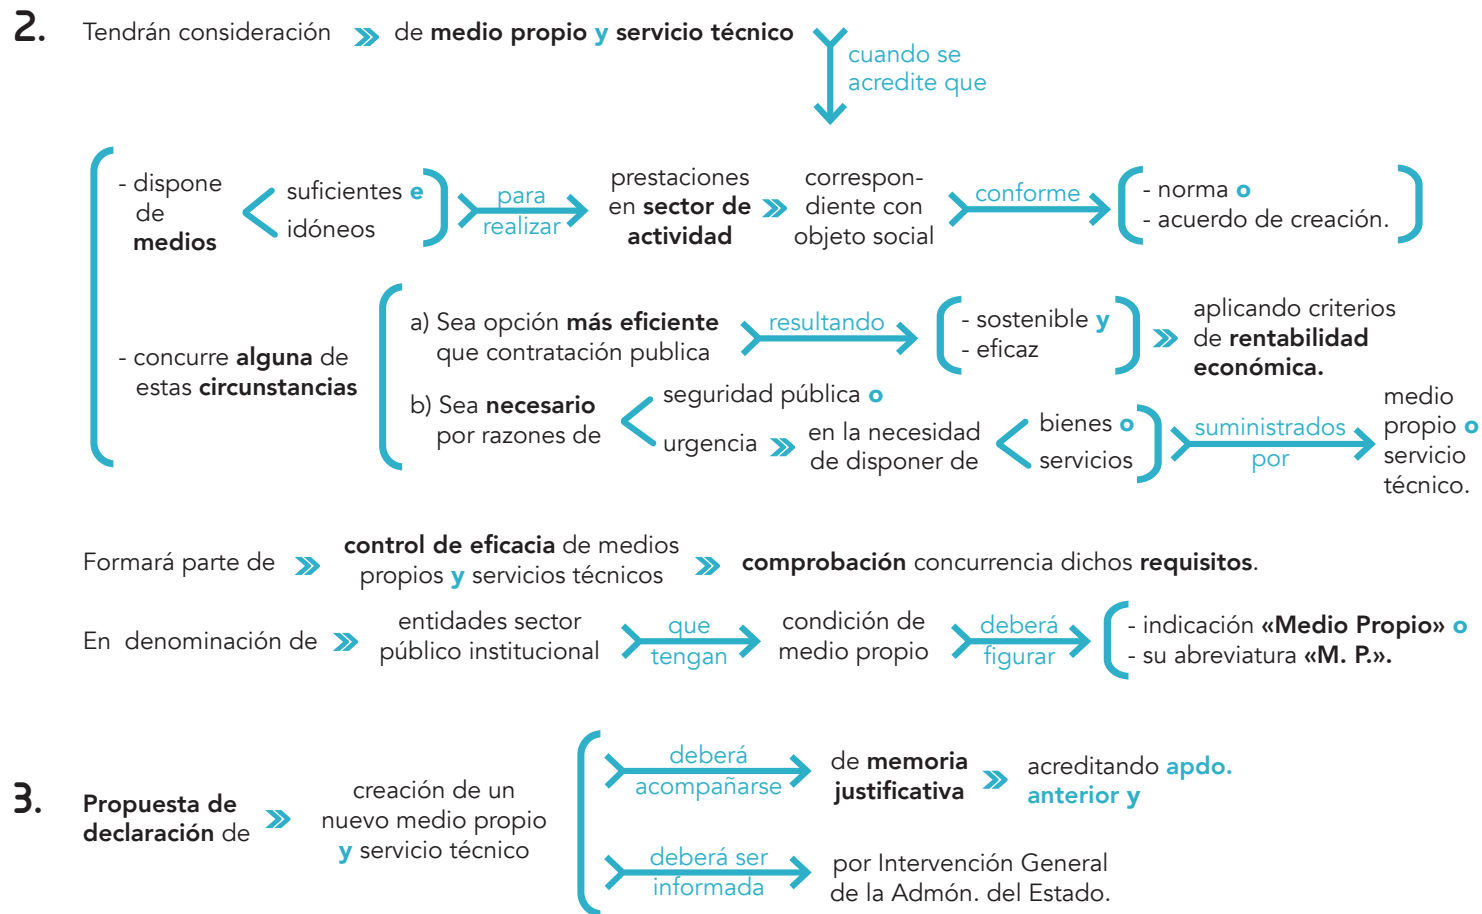 2. Tendrán consideración » de medio propio y servicio técnico
cuando se
acredite que
- dispone
de
medios
suficientes e
idóneos
para
realizar
prestaciones
en sector de »
actividad
correspon-
diente con
objeto social
conforme
- norma o
- acuerdo de creación.
- concurre alguna de
estas circunstancias
a) Sea opción más eficiente
que contratación publica
resultando
- sostenible y
- eficaz
»
aplicando criterios
de rentabilidad
económica.
b) Sea necesario
por razones de
seguridad pública o
urgencia »
en la necesidad
de disponer de
bienes o
servicios
suministrados
por
medio
propio o
servicio
técnico.
Formará parte de »
control de eficacia de medios
propios y servicios técnicos
» comprobación concurrencia dichos requisitos.
En denominación de »
entidades sector
público institucional
que
tengan
condición de
medio propio
deberá
figurar
- indicación «Medio Propio» o
- su abreviatura «M. P.».
3. Propuesta de
declaración de »
creación de un
nuevo medio propio
y servicio técnico
deberá
acompañarse
de memoria
justificativa »
acreditando apdo.
anterior y
deberá ser
informada
por Intervención General
de la Admón. del Estado.